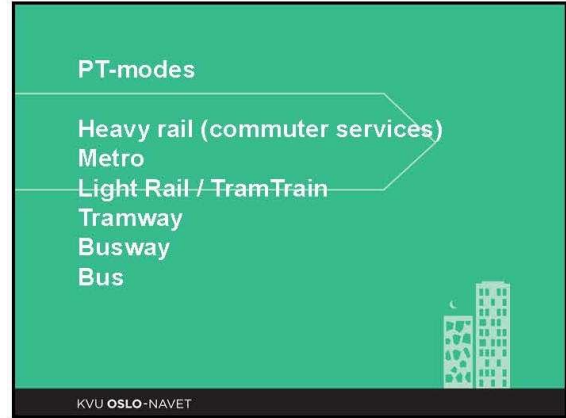 PT-modes
Heavy rail (commuter services)
Metro
Light Rail / TramTrain
Tramway
Busway
Bus
KVU OSLO-NAVET